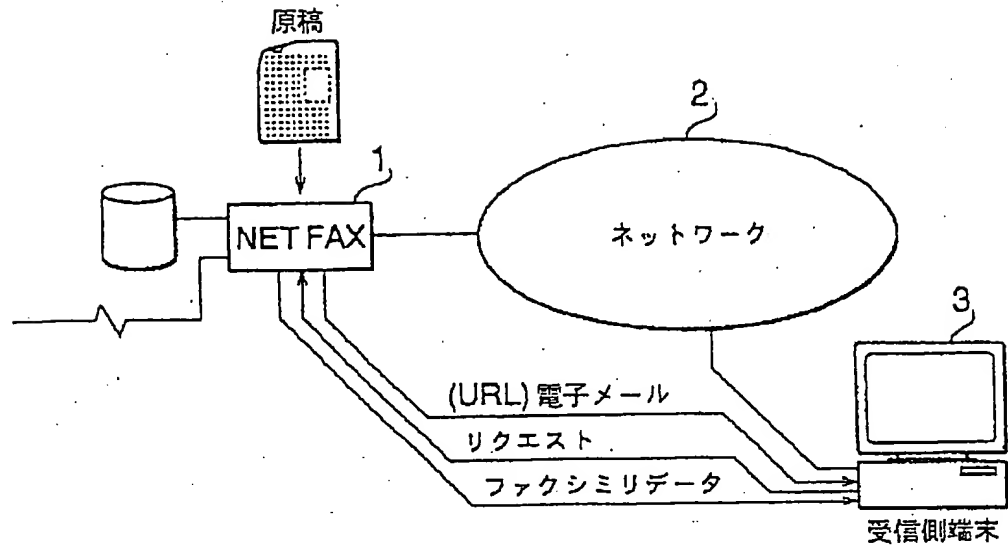 原稿
1
2
NET FAX
ネットワーク
3
(URL) 電子メール
リクエスト
ファクシミリデータ
受信側端末